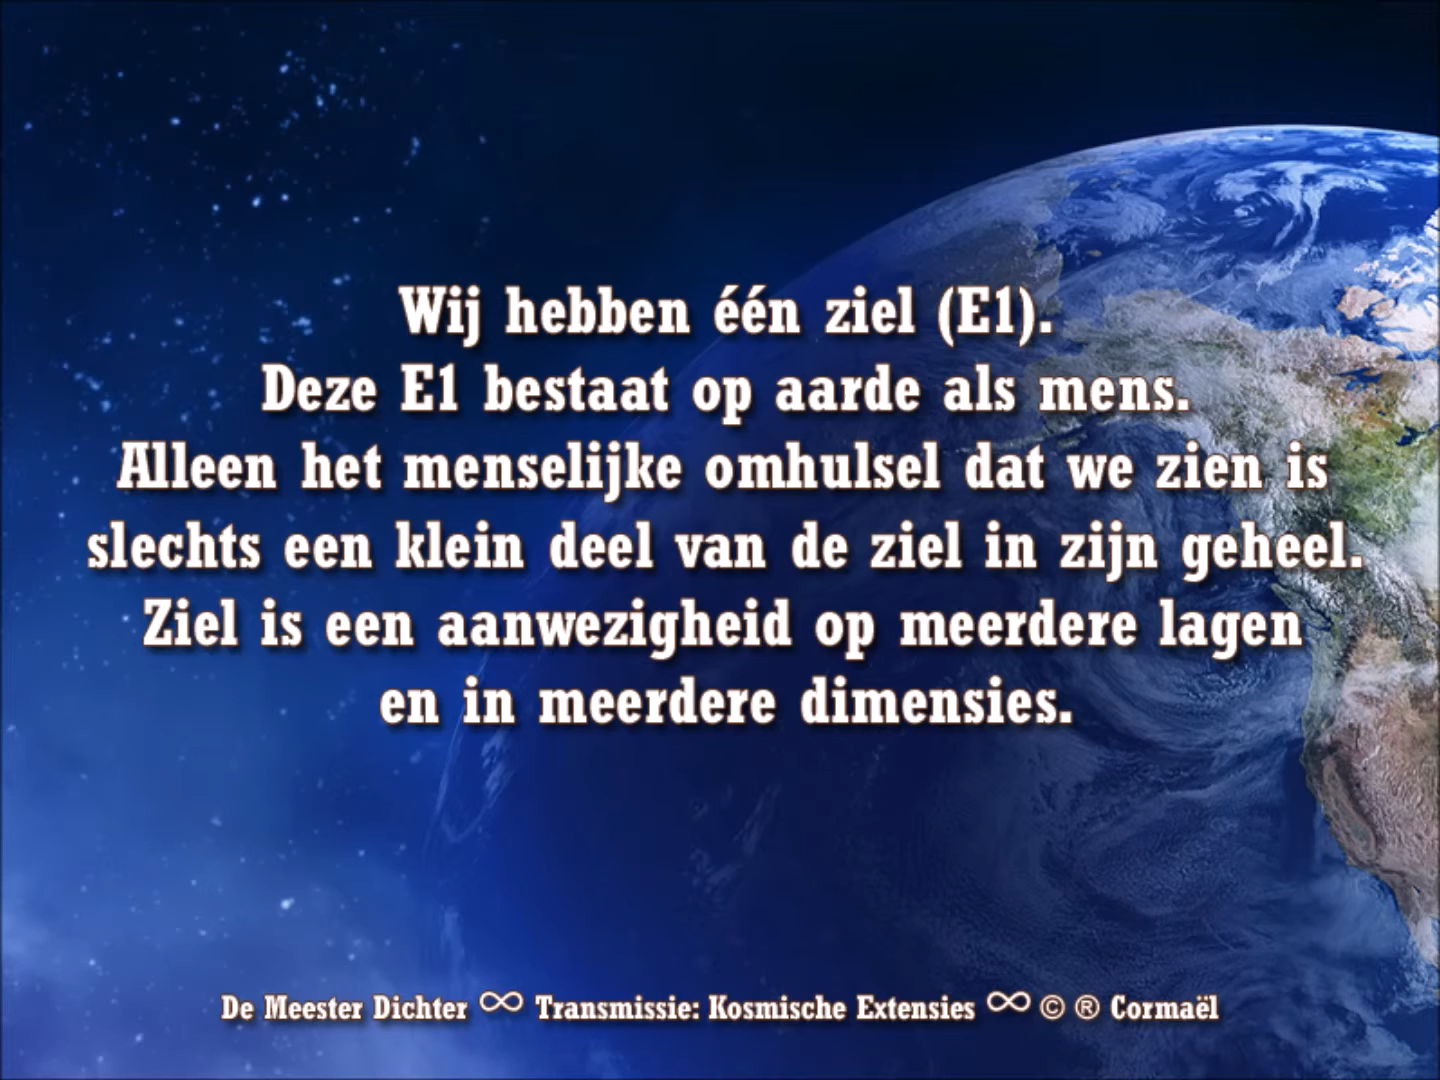 Wij hebben één ziel (E1).
Deze E1 bestaat op aarde als mens.
Alleen het menselijke omhulsel dat we zien is
slechts een klein deel van de ziel in zijn geheel.
Ziel is een aanwezigheid op meerdere lagen
en in meerdere dimensies.
De Meester Dichter ∞ Transmissie: Kosmische Extensies ∞ © ® Cormaël